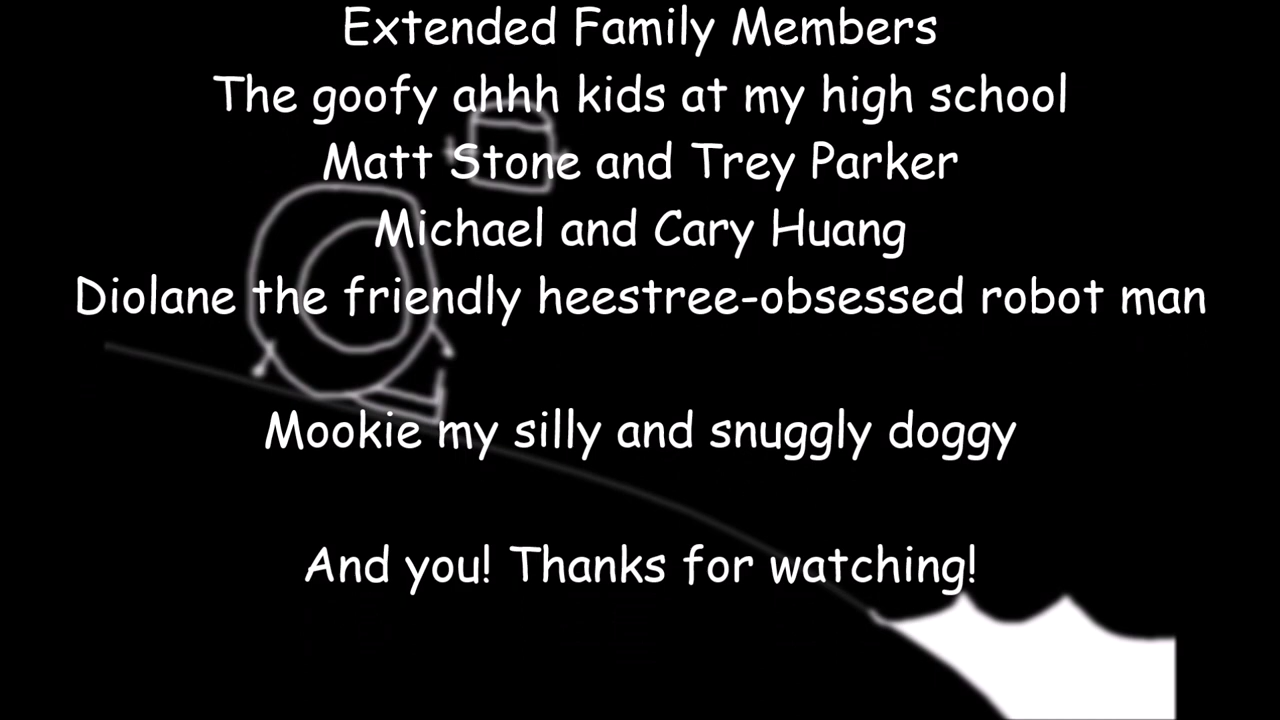 Extended Family Members
The goofy ahhh kids at my high school
Matt Stone and Trey Parker
Michael and Cary Huang
Diolane the friendly heestree-obsessed robot man
Mookie my silly and snuggly doggy
And you! Thanks for watching!